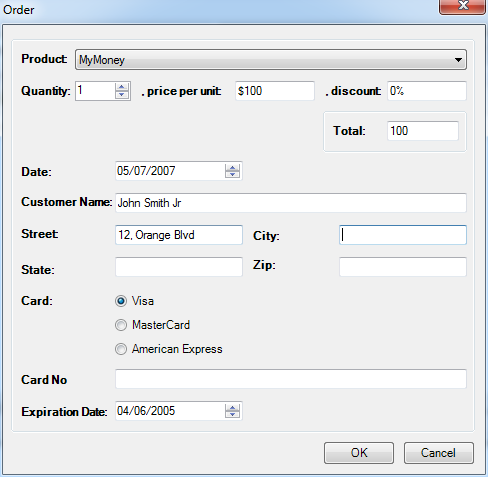 Order
Product: MyMoney
Quantity: 1 , price per unit: $100 , discount: 0%
Total: 100
Date: 05/07/2007
Customer Name: John Smith Jr
Street: 12, Orange Blvd City:
State: Zip:
Card: Visa
MasterCard
American Express
Card No
Expiration Date: 04/06/2005
OK Cancel